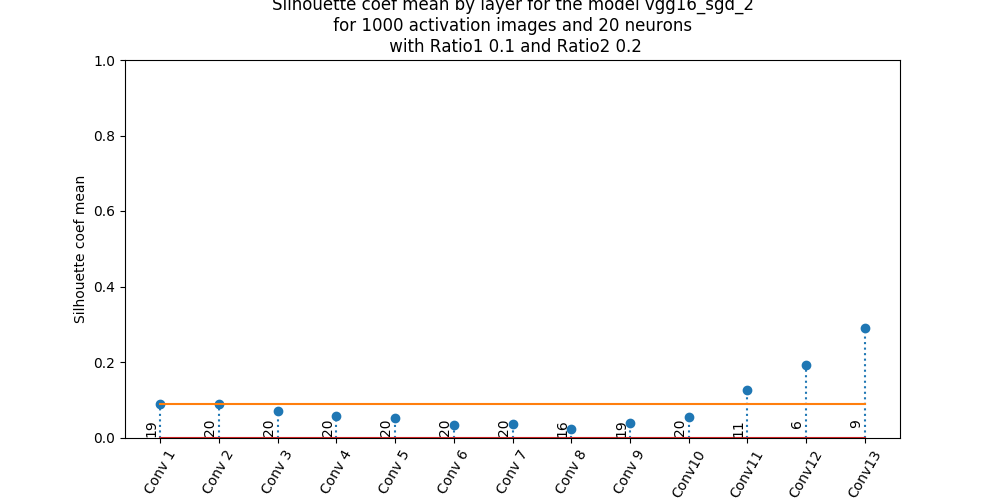 Silhouette coef mean by layer for the model vgg16_sgd_2
for 1000 activation images and 20 neurons
with Ratio1 0.1 and Ratio2 0.2
1.0
0.8
0.6
0.4
0.2
0.0
Silhouette coef mean
19
20
20
20
20
20
20
16
19
20
11
6
9
Conv 1
Conv 2
Conv 3
Conv 4
Conv 5
Conv 6
Conv 7
Conv 8
Conv 9
Conv10
Conv11
Conv12
Conv13